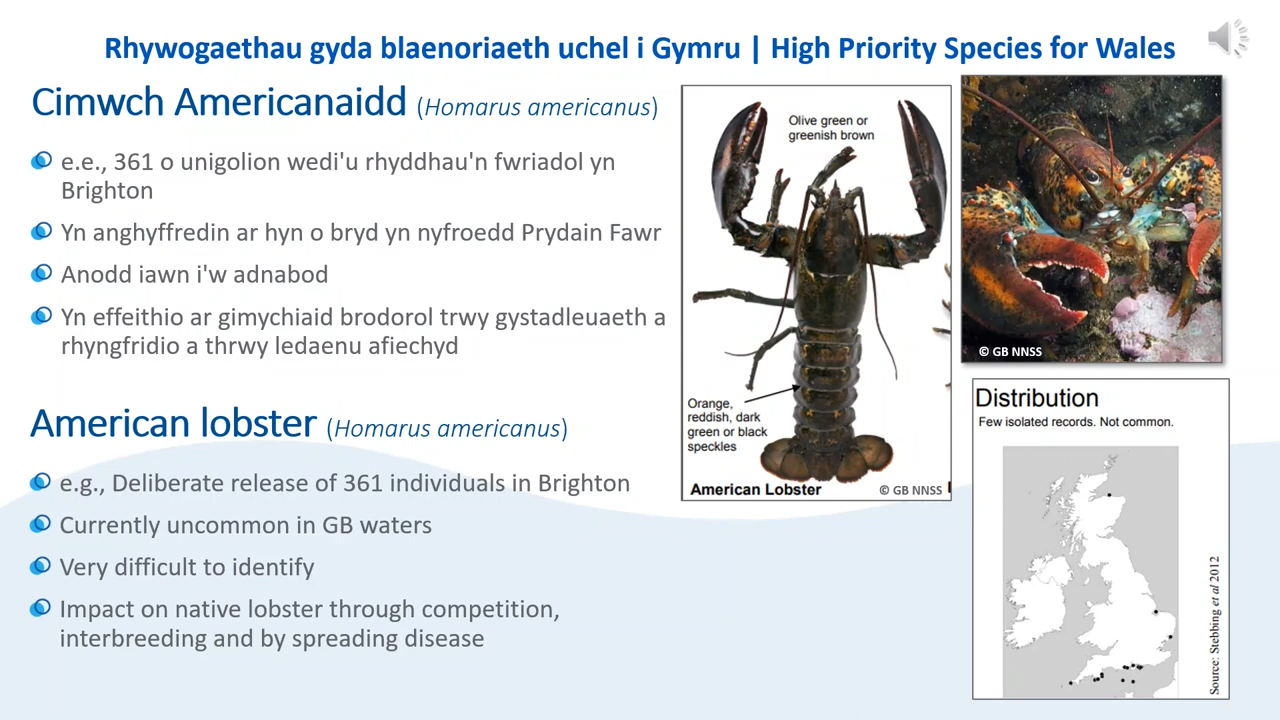 Rhywogaethau gyda blaenoriaeth uchel i Gymru | High Priority Species for Wales
Cimwch Americanaidd (Homarus americanus)
e.e., 361 o unigolion wedi'u rhyddhau'n fwriadol yn
Brighton
Yn anghyffredin ar hyn o bryd yn nyfroedd Prydain Fawr
Anodd iawn i'w adnabod
Yn effeithio ar gimychiaid brodorol trwy gystadleuaeth a
rhyngfridio a thrwy ledaenu afiechyd
American lobster (Homarus americanus)
e.g., Deliberate release of 361 individuals in Brighton
Currently uncommon in GB waters
Very difficult to identify
Impact on native lobster through competition,
interbreeding and by spreading disease
Olive green or
greenish brown
Orange,
reddish, dark
green or black
speckles
American Lobster
© GB NNSS
© GB NNSS
Distribution
Few isolated records. Not common.
Source: Stebbing et al 2012